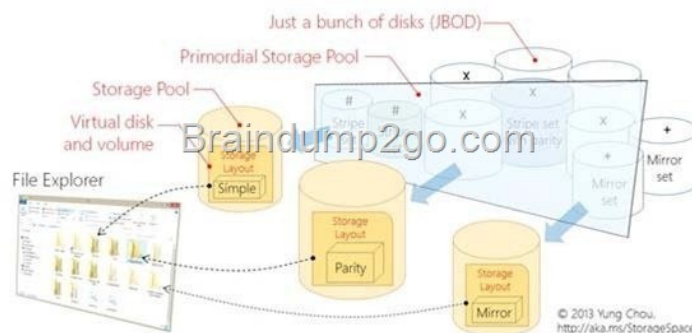 Just a bunch of disks (JBOD)
Primordial Storage Pool
Storage Pool
Virtual disk
and volume
File Explorer
Braindump2go.com
Storage
Layout
Simple
Storage
Layout
Parity
Storage
Layout
Mirror
#
Stripe
#
X
X
Stripe set
parity
X
X
+
Mirror
set
+
Mirror
set
© 2013 Yung Chou,
http://aka.ms/StorageSpace